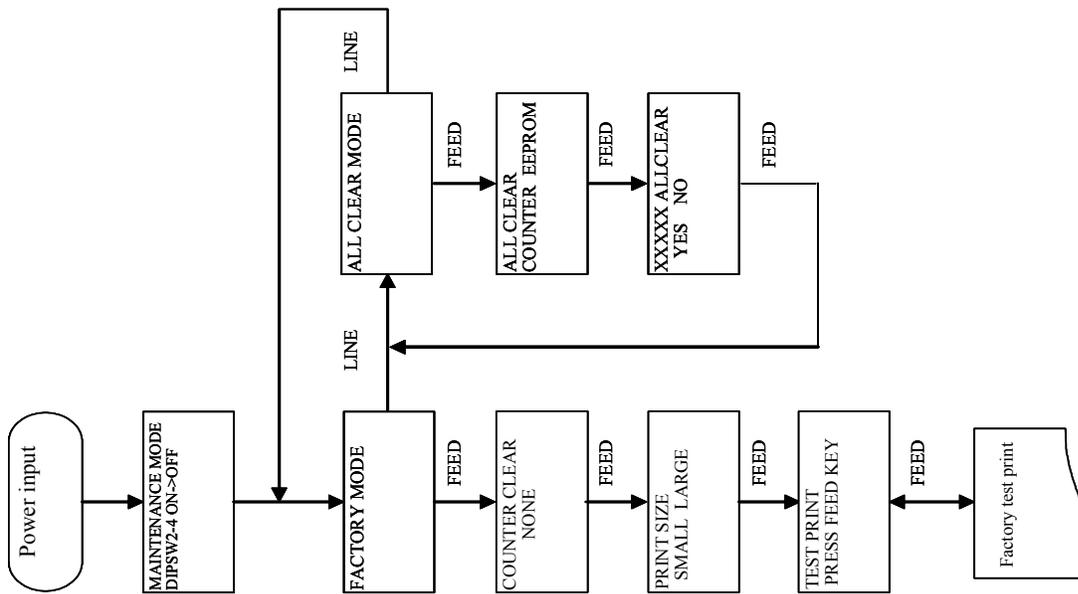 Power input
MAINTENANCE MODE
DIPSW2-4 ON->OFF
FACTORY MODE
FEED
COUNTER CLEAR
NONE
FEED
PRINT SIZE
SMALL LARGE
FEED
TEST PRINT
PRESS FEED KEY
FEED
Factory test print
LINE
ALL CLEAR MODE
LINE
FEED
ALL CLEAR
COUNTER EEPROM
FEED
XXXXX ALLCLEAR
YES NO
FEED